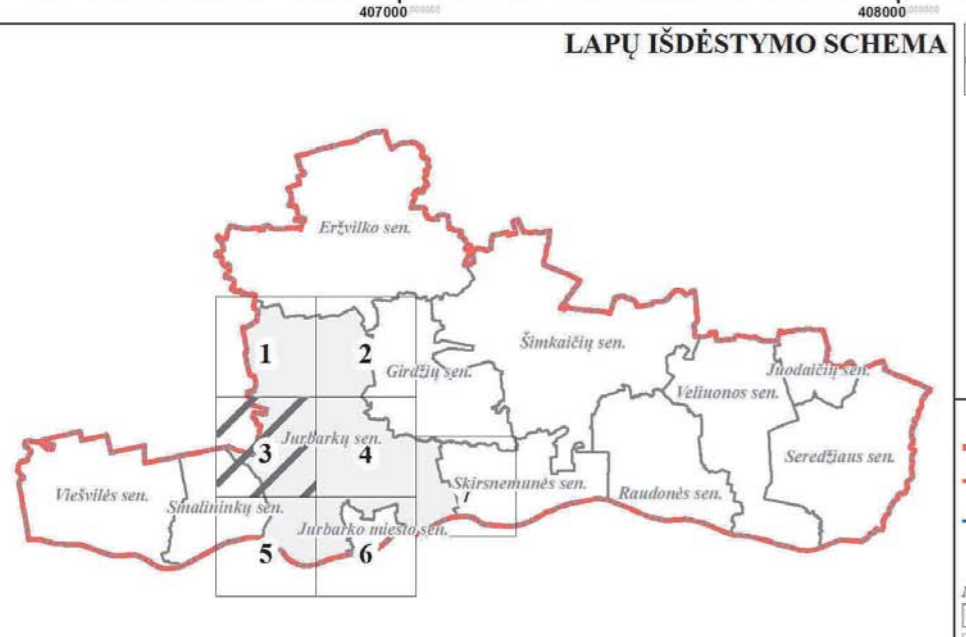 407000
408000
LAPŲ IŠDĖSTYMO SCHEMA
Eržvilko sen.
Šimkaičių sen.
1
2
Girdžių sen.
Juodaičių sen.
Veliuonos sen.
Jurbarkų sen.
3
4
Seredžiaus sen.
Viešvilės sen.
Smalininkų sen.
Skirsnemunės sen.
Raudonės sen.
Jurbarko miesto sen.
5
6